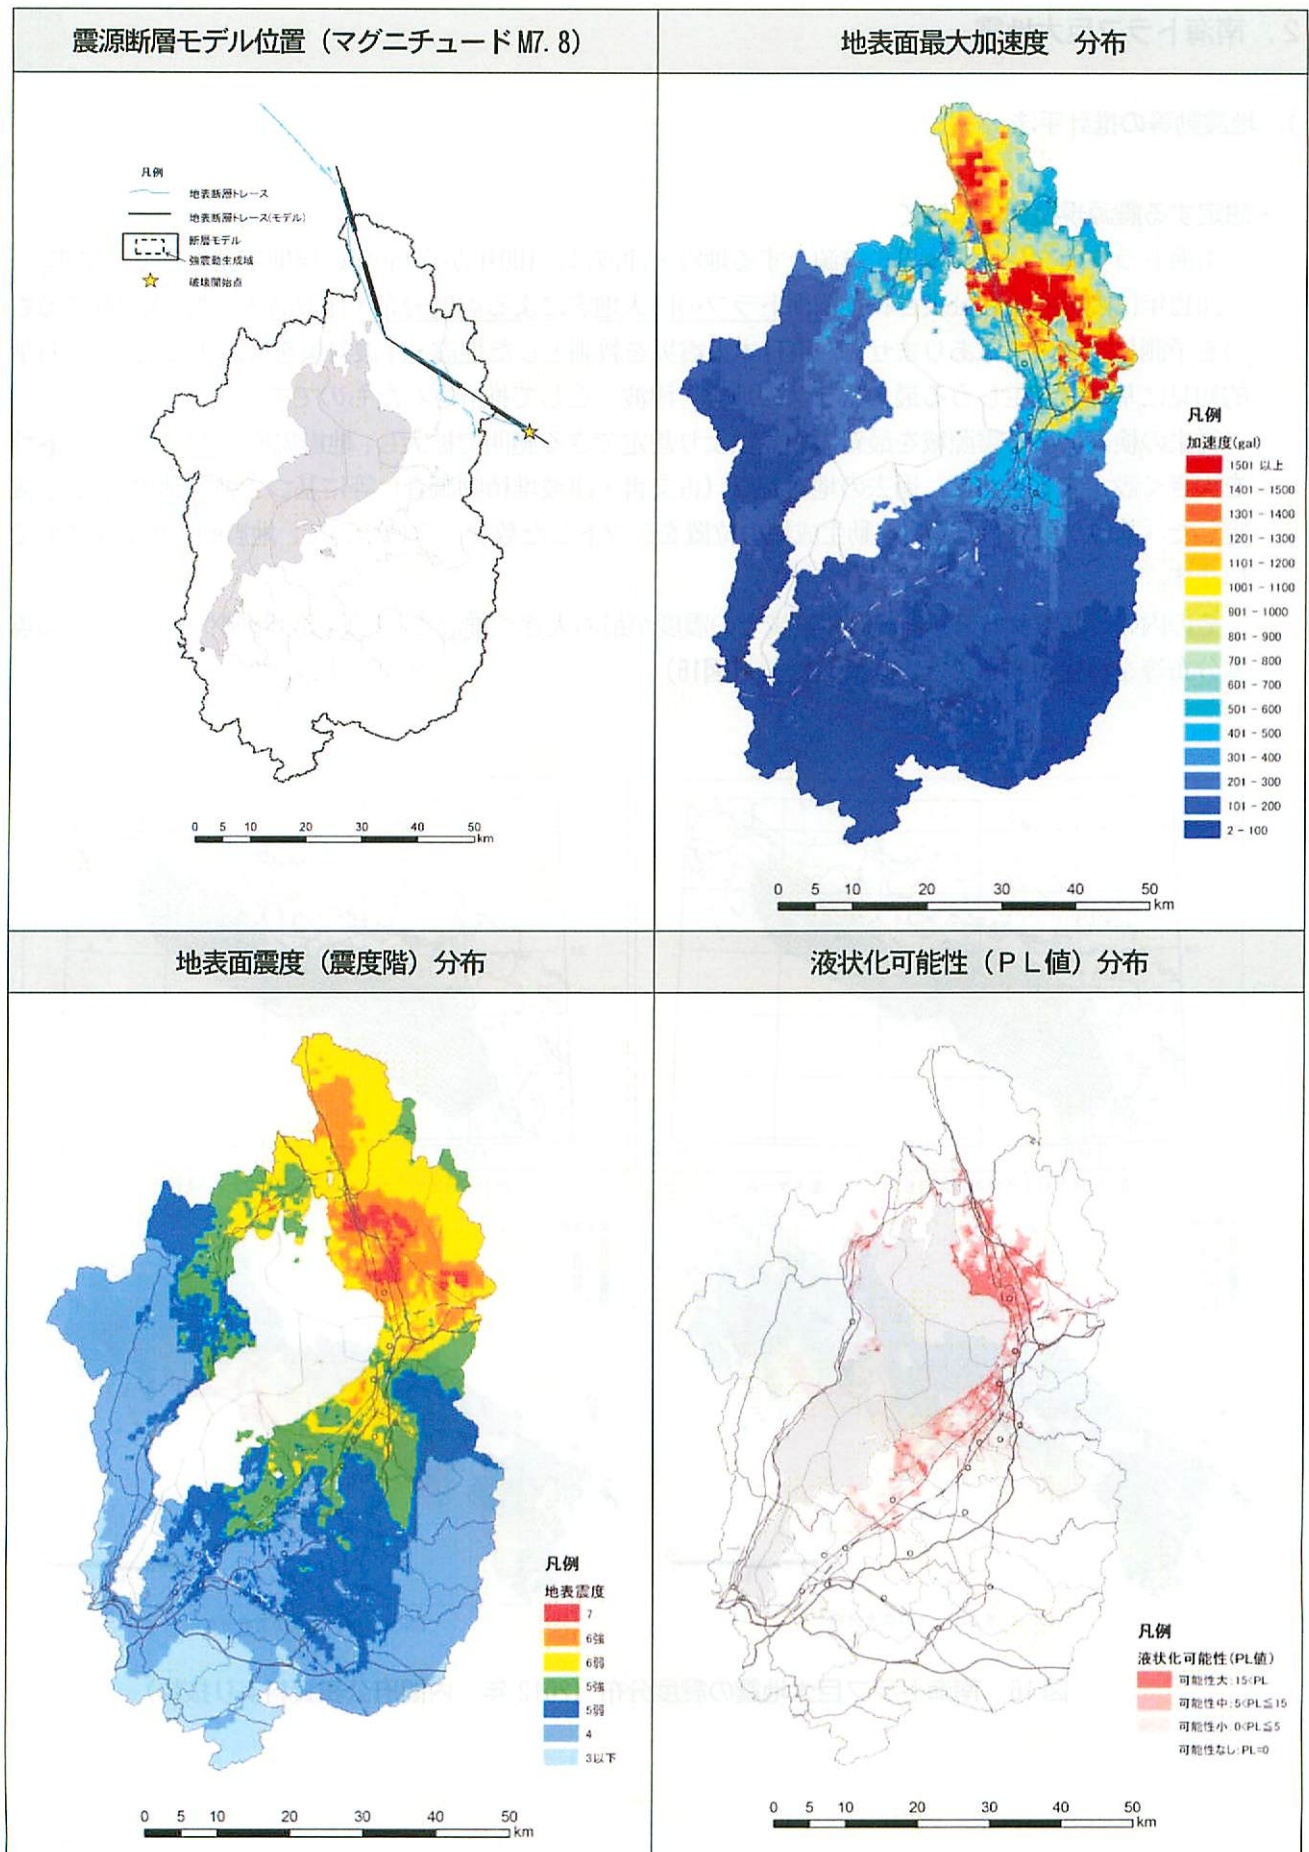 震源断層モデル位置（マグニチュードM7.8）
凡例
地表断層トレース
地表断層トレース(モデル)
断層モデル
強震動生成域
破壊開始点
0 5 10 20 30 40 50
km
地表面最大加速度　分布
凡例
加速度(gal)
1501 以上
1401 - 1500
1301 - 1400
1201 - 1300
1101 - 1200
1001 - 1100
901 - 1000
801 - 900
701 - 800
601 - 700
501 - 600
401 - 500
301 - 400
201 - 300
101 - 200
2 - 100
0 5 10 20 30 40 50
km
地表面震度（震度階）分布
凡例
地表震度
7
6強
6弱
5強
5弱
4
3以下
0 5 10 20 30 40 50
km
液状化可能性（ＰＬ値）分布
凡例
液状化可能性(PL値)
可能性大:15<PL
可能性中:5<PL≦15
可能性小:0<PL≦5
可能性なし:PL=0
0 5 10 20 30 40 50
km